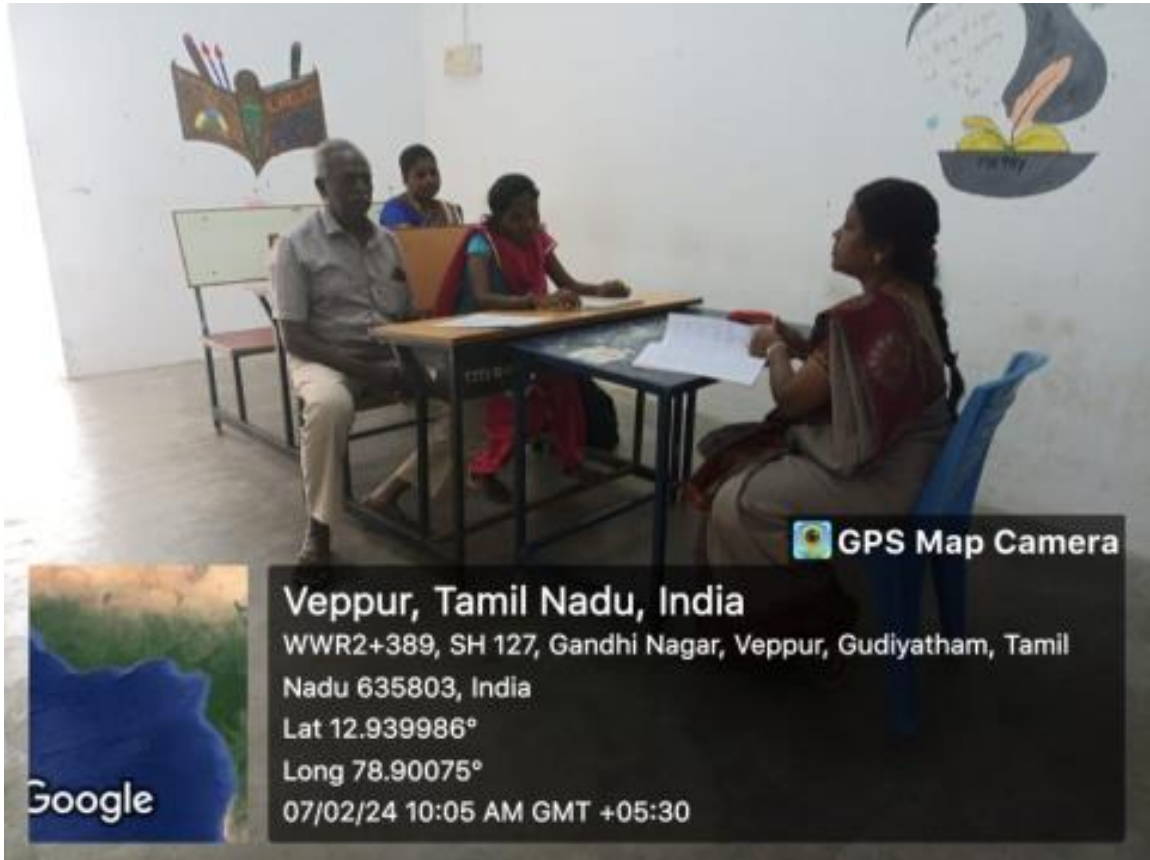 GPS Map Camera
Veppur, Tamil Nadu, India
WWR2+389, SH 127, Gandhi Nagar, Veppur, Gudiyatham, Tamil
Nadu 635803, India
Lat 12.939986°
Long 78.90075°
07/02/24 10:05 AM GMT +05:30
Google